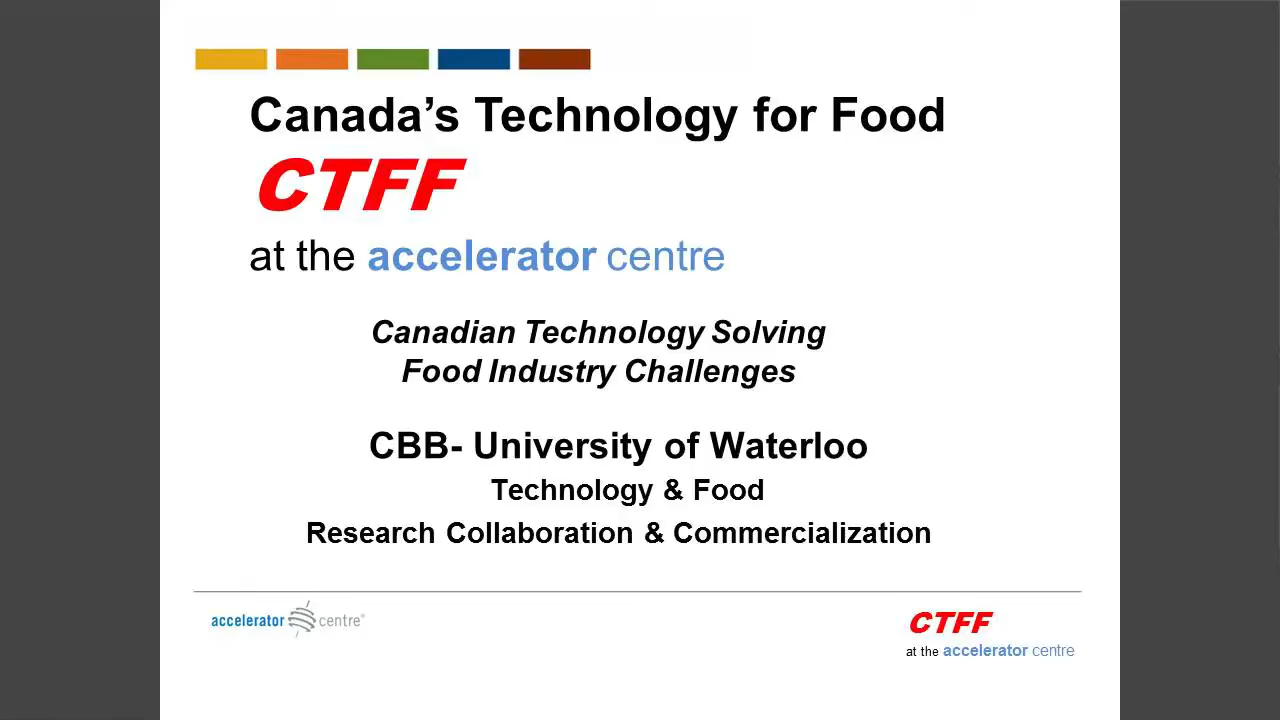 Canada’s Technology for Food
CTFF
at the accelerator centre
Canadian Technology Solving
Food Industry Challenges
CBB- University of Waterloo
Technology & Food
Research Collaboration & Commercialization
accelerator centre®
CTFF
at the accelerator centre